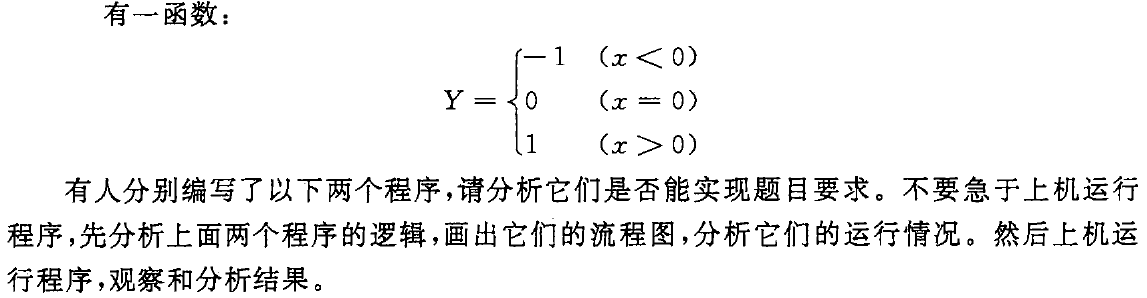 有一函数：
-1 (x < 0)
Y = { 0 (x = 0)
1 (x > 0)
有人分别编写了以下两个程序,请分析它们是否能实现题目要求。不要急于上机运行
程序,先分析上面两个程序的逻辑,画出它们的流程图,分析它们的运行情况。然后上机运
行程序,观察和分析结果。